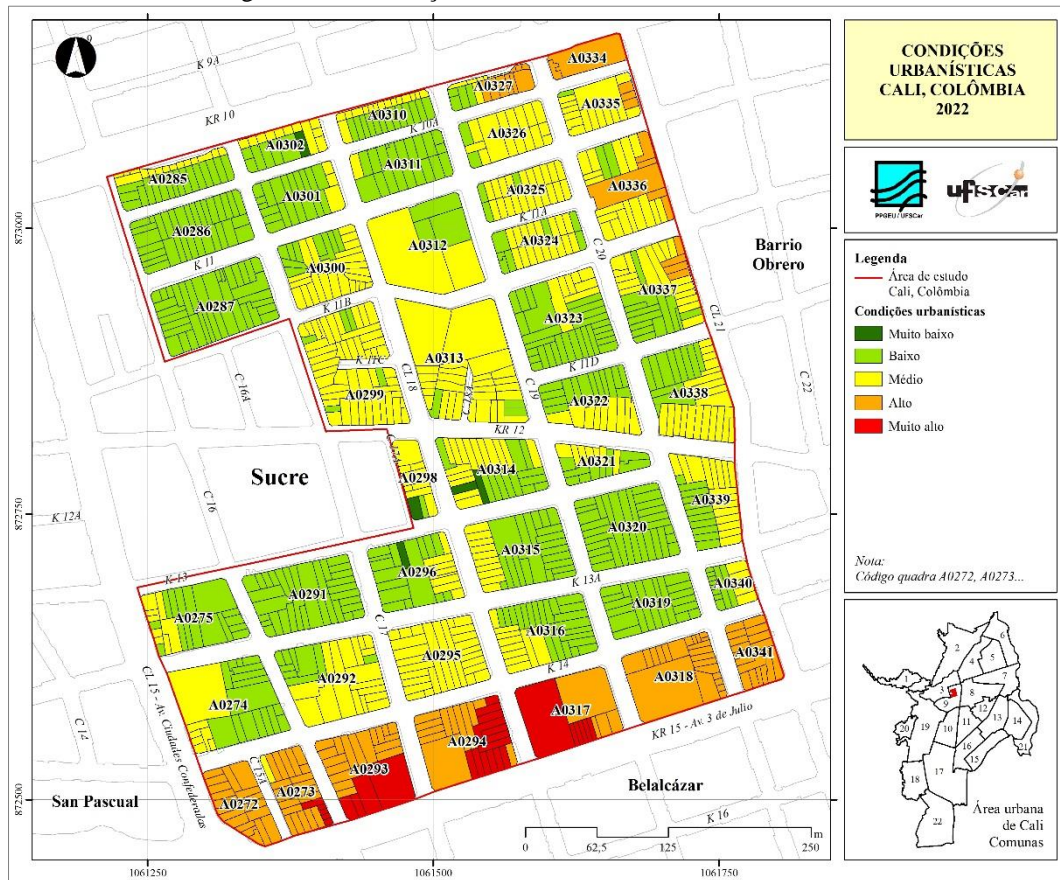 CONDIÇÕES
URBANÍSTICAS
CALI, COLÔMBIA
2022
PPGEU / UFSCar
ufscar
Legenda
Área de estudo
Cali, Colômbia
Condições urbanísticas
Muito baixo
Baixo
Médio
Alto
Muito alto
Nota:
Código quadra A0272, A0273...
1
2
3
4
5
6
7
8
9
10
11
12
13
14
15
16
17
18
19
20
21
22
Área urbana
de Cali
Comunas
K 9A
KR 10
K 10A
A0334
A0327
A0335
A0310
A0302
A0326
A0311
A0285
A0301
A0325
A0336
K 11A
A0286
A0312
A0324
K 11
A0300
C 20
Barrio
Obrero
A0287
K 11B
A0323
A0337
CL 21
K 11C
A0313
K 11D
C 16A
A0299
CL 18
C 18A
C 19
A0322
A0338
C 22
KR 12
A0298
A0314
A0321
Sucre
C 16
K 12A
A0339
A0320
A0315
A0296
K 13
K 13A
A0291
A0275
A0340
A0319
A0316
C 17
A0295
A0292
K 14
A0318
A0341
A0274
A0317
CL 15 - Av. Ciudades Confederadas
C 14
C 15A
A0294
A0293
KR 15 - Av. 3 de Julio
A0273
A0272
San Pascual
Belalcázar
K 16
0 62,5 125 250
m
873000
872750
872500
1061250
1061500
1061750